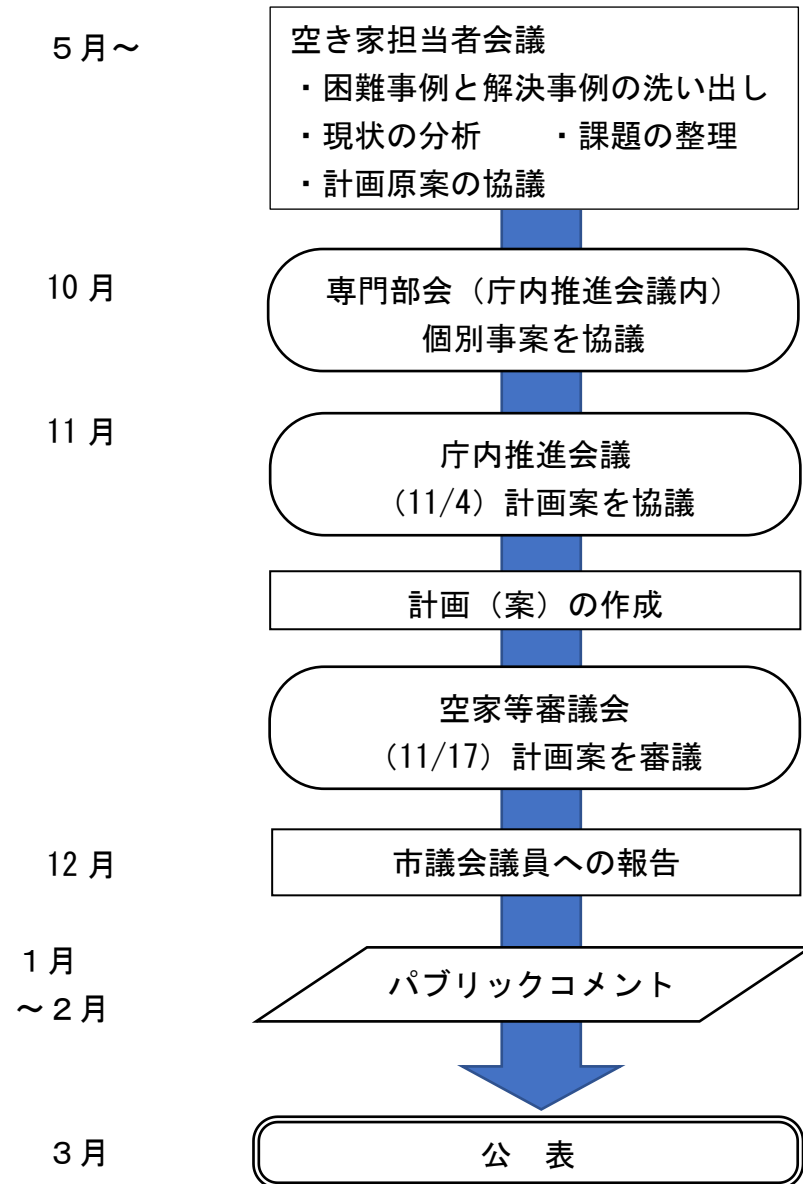 5月～
空き家担当者会議
・困難事例と解決事例の洗い出し
・現状の分析　　・課題の整理
・計画原案の協議
10月
専門部会（庁内推進会議内）
個別事案を協議
11月
庁内推進会議
（11/4）計画案を協議
計画（案）の作成
空家等審議会
（11/17）計画案を審議
12月
市議会議員への報告
1月
～2月
パブリックコメント
3月
公　表